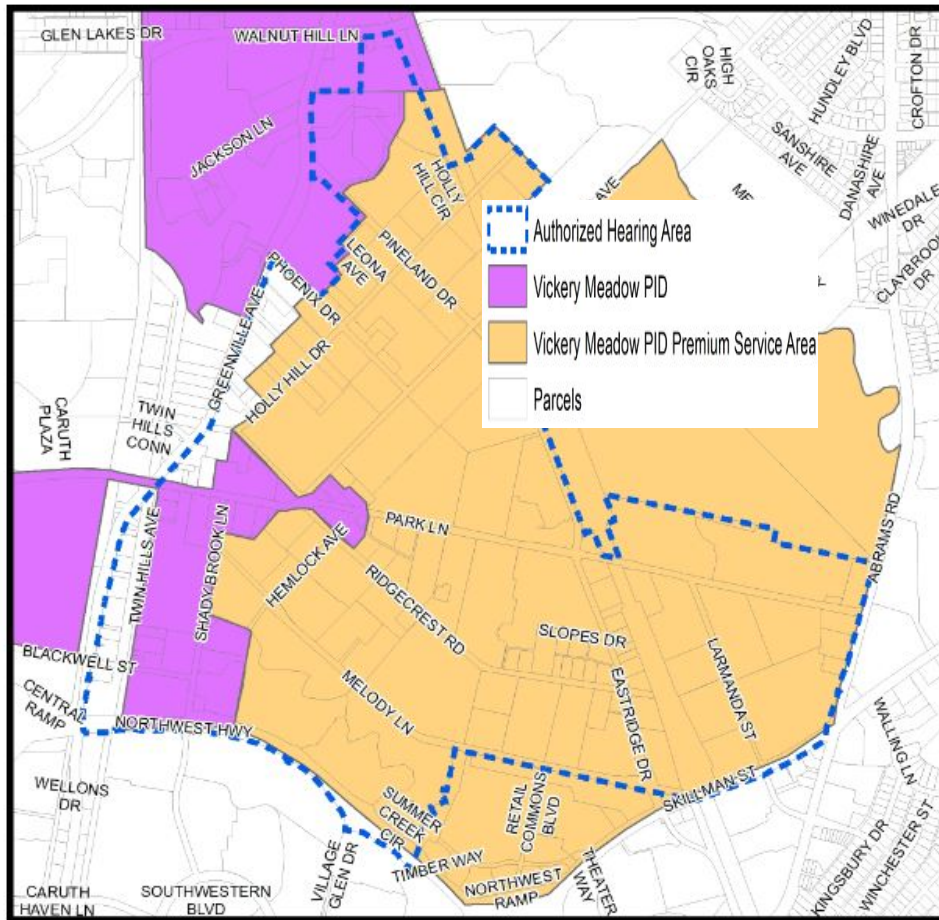 GLEN LAKES DR
WALNUT HILL LN
HIGH
OAKS
CIR
HUNDLEY BLVD
CROFTON DR
JACKSON LN
SANSHIRE
AVE
DANASHIRE
AVE
HOLLY
HILL CIR
AVE
WINEDALE
DR
Authorized Hearing Area
Vickery Meadow PID
Vickery Meadow PID Premium Service Area
Parcels
PINELAND DR
LEONA
AVE
PHOENIX DR
CLAYBROOK
DR
GREENVILLE AVE
HOLLY HILL DR
CARUTH
PLAZA
TWIN
HILLS
CONN
PARK LN
ABRAMS RD
TWIN HILLS AVE
SHADY BROOK LN
HEMLOCK AVE
RIDGECREST RD
SLOPES DR
LARMANDA ST
EASTRIDGE DR
BLACKWELL ST
CENTRAL
RAMP
MELODY LN
NORTHWEST HWY
WALLING LN
WELLONS
DR
SUMMER
CREEK
CIR
RETAIL
COMMONS
BLVD
SKILLMAN ST
TIMBER WAY
VILLAGE
GLEN DR
NORTHWEST
RAMP
THEATER
WAY
KINGSBURY DR
WINCHESTER ST
CARUTH
HAVEN LN
SOUTHWESTERN
BLVD